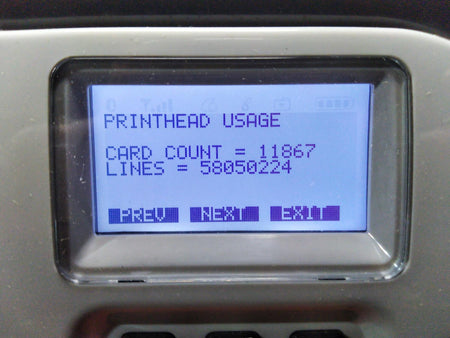 PRINTHEAD USAGE
CARD COUNT = 11867
LINES = 58050224
PREV NEXT EXIT